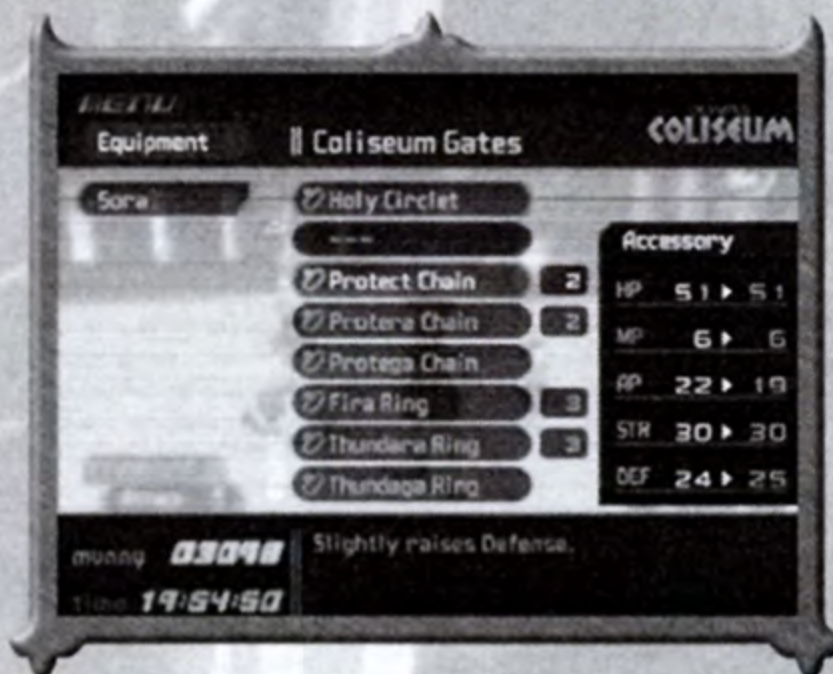 MENU
Equipment
Coliseum Gates
COLISEUM
Sora
Holy Circlet
---
Protect Chain 2
Protera Chain 2
Protega Chain
Fira Ring 3
Thundara Ring 3
Thundaga Ring
Accessory
HP 51 ▶ 51
MP 6 ▶ 6
AP 22 ▶ 19
STR 30 ▶ 30
DEF 24 ▶ 25
munny 03098
time 19:54:50
Slightly raises Defense.